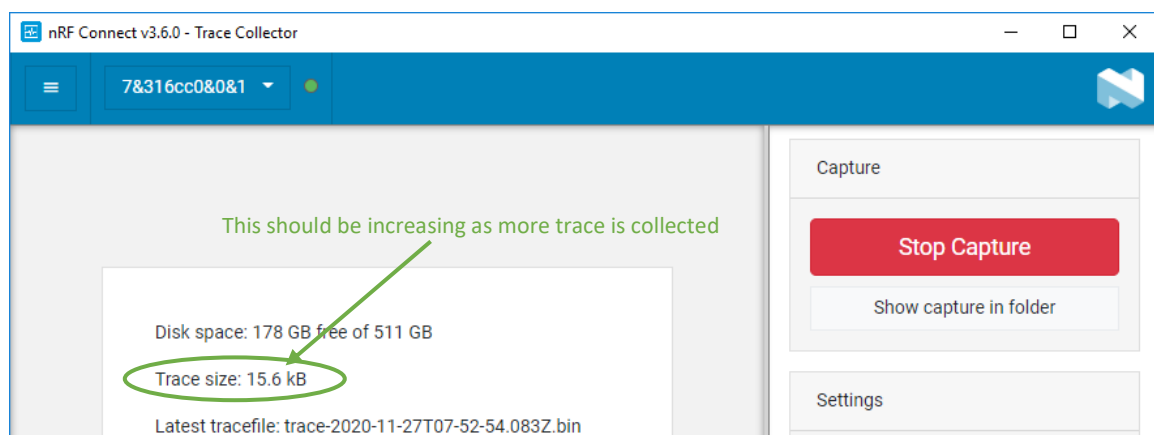 nRF Connect v3.6.0 - Trace Collector
7&316cc0&0&1
Capture
This should be increasing as more trace is collected
Stop Capture
Show capture in folder
Disk space: 178 GB free of 511 GB
Trace size: 15.6 kB
Settings
Latest tracefile: trace-2020-11-27T07-52-54.083Z.bin